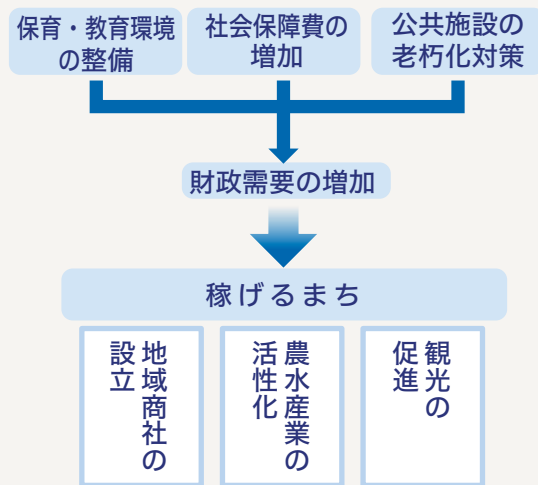 保育・教育環境
の整備
社会保障費の
増加
公共施設の
老朽化対策
財政需要の増加
稼げるまち
地域商社の
設立
農水産業の
活性化
観光の
促進